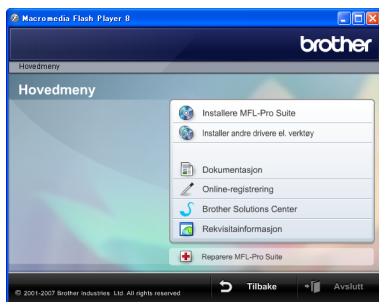 Macromedia Flash Player 8
brother
Hovedmeny
Hovedmeny
Installere MFL-Pro Suite
Installer andre drivere el. verktøy
Dokumentasjon
Online-registrering
Brother Solutions Center
Rekvisitainformasjon
Reparere MFL-Pro Suite
© 2001-2007 Brother Industries Ltd. All rights reserved
Tilbake
Avslutt